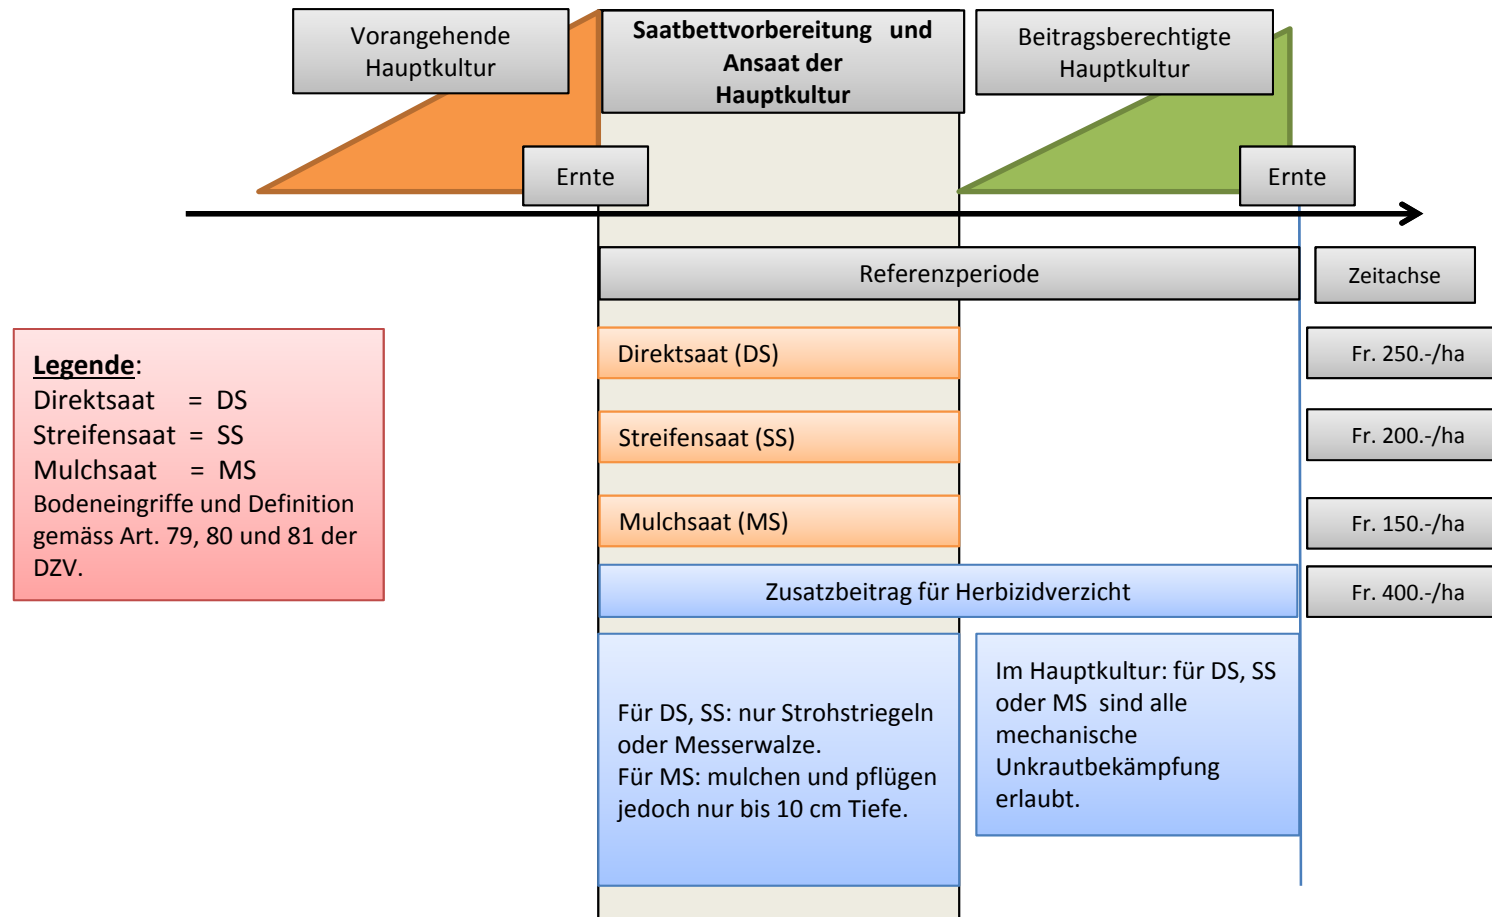 Vorangehende
Hauptkultur
Saatbettvorbereitung und
Ansaat der
Hauptkultur
Beitragsberechtigte
Hauptkultur
Ernte
Ernte
Referenzperiode
Zeitachse
Legende:
Direktsaat = DS
Streifensaat = SS
Mulchsaat = MS
Bodeneingriffe und Definition
gemäss Art. 79, 80 und 81 der
DZV.
Direktsaat (DS)
Fr. 250.-/ha
Streifensaat (SS)
Fr. 200.-/ha
Mulchsaat (MS)
Fr. 150.-/ha
Zusatzbeitrag für Herbizidverzicht
Fr. 400.-/ha
Für DS, SS: nur Strohstriegeln
oder Messerwalze.
Für MS: mulchen und pflügen
jedoch nur bis 10 cm Tiefe.
Im Hauptkultur: für DS, SS
oder MS sind alle
mechanische
Unkrautbekämpfung
erlaubt.